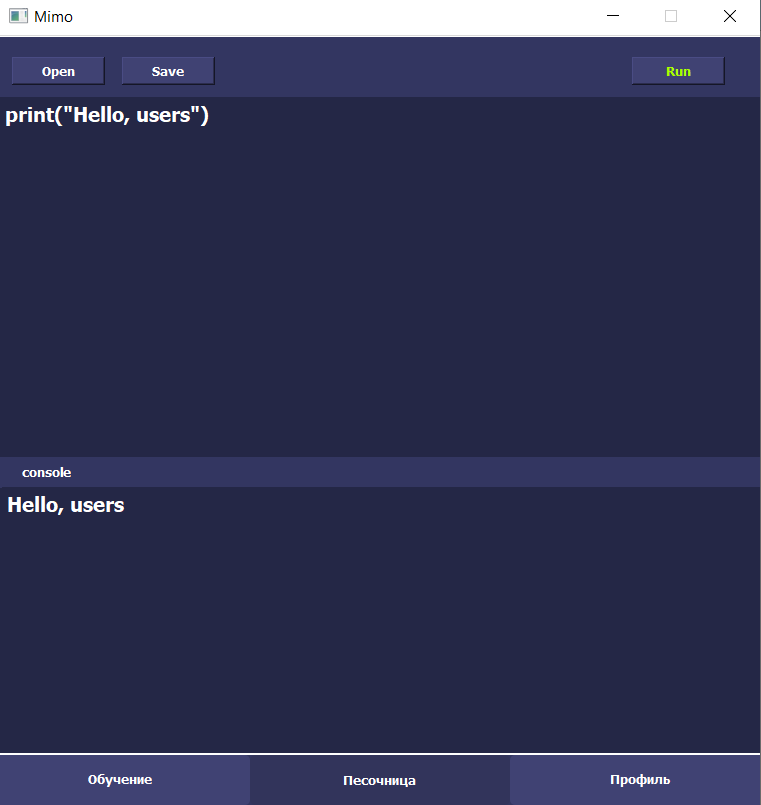 Mimo
Open Save Run
print("Hello, users")
console
Hello, users
Обучение Песочница Профиль